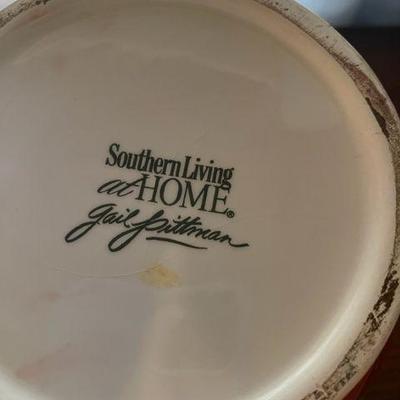 Southern Living
at HOME®
Gail Pittman